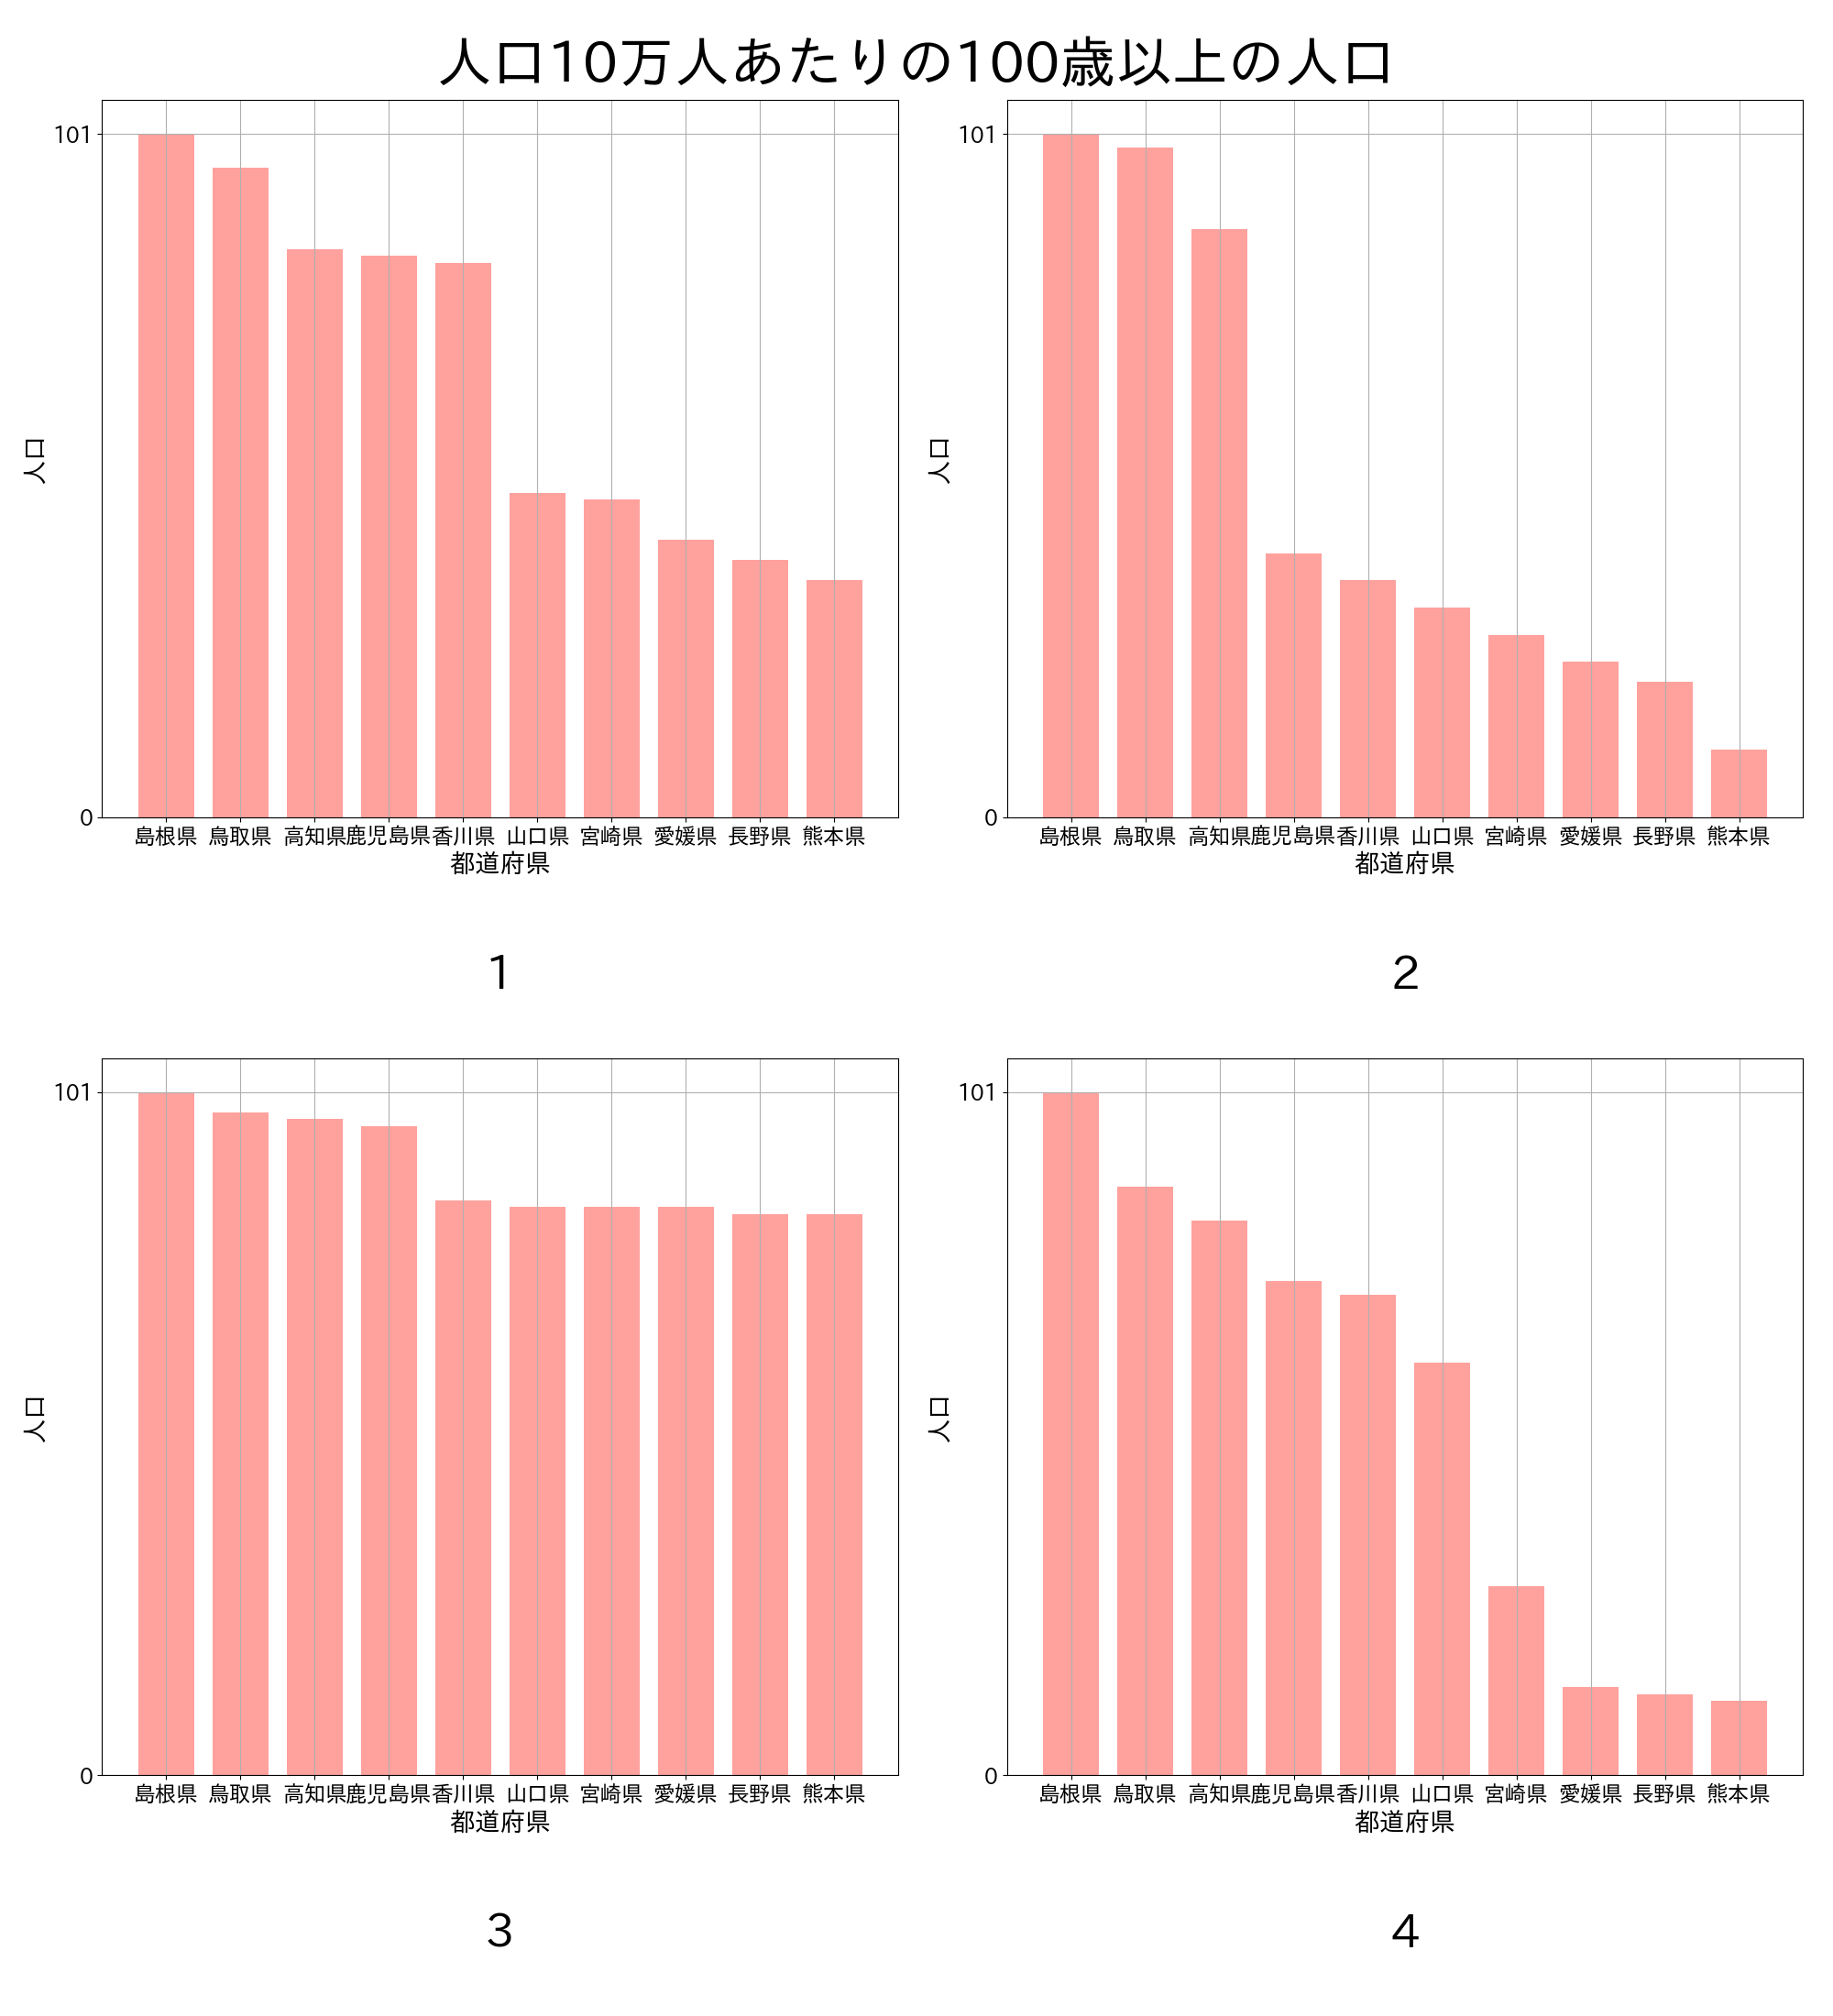 人口10万人あたりの100歳以上の人口
101
0
人口
島根県 鳥取県 高知県 鹿児島県 香川県 山口県 宮崎県 愛媛県 長野県 熊本県
都道府県
1
101
0
人口
島根県 鳥取県 高知県 鹿児島県 香川県 山口県 宮崎県 愛媛県 長野県 熊本県
都道府県
2
101
0
人口
島根県 鳥取県 高知県 鹿児島県 香川県 山口県 宮崎県 愛媛県 長野県 熊本県
都道府県
3
101
0
人口
島根県 鳥取県 高知県 鹿児島県 香川県 山口県 宮崎県 愛媛県 長野県 熊本県
都道府県
4